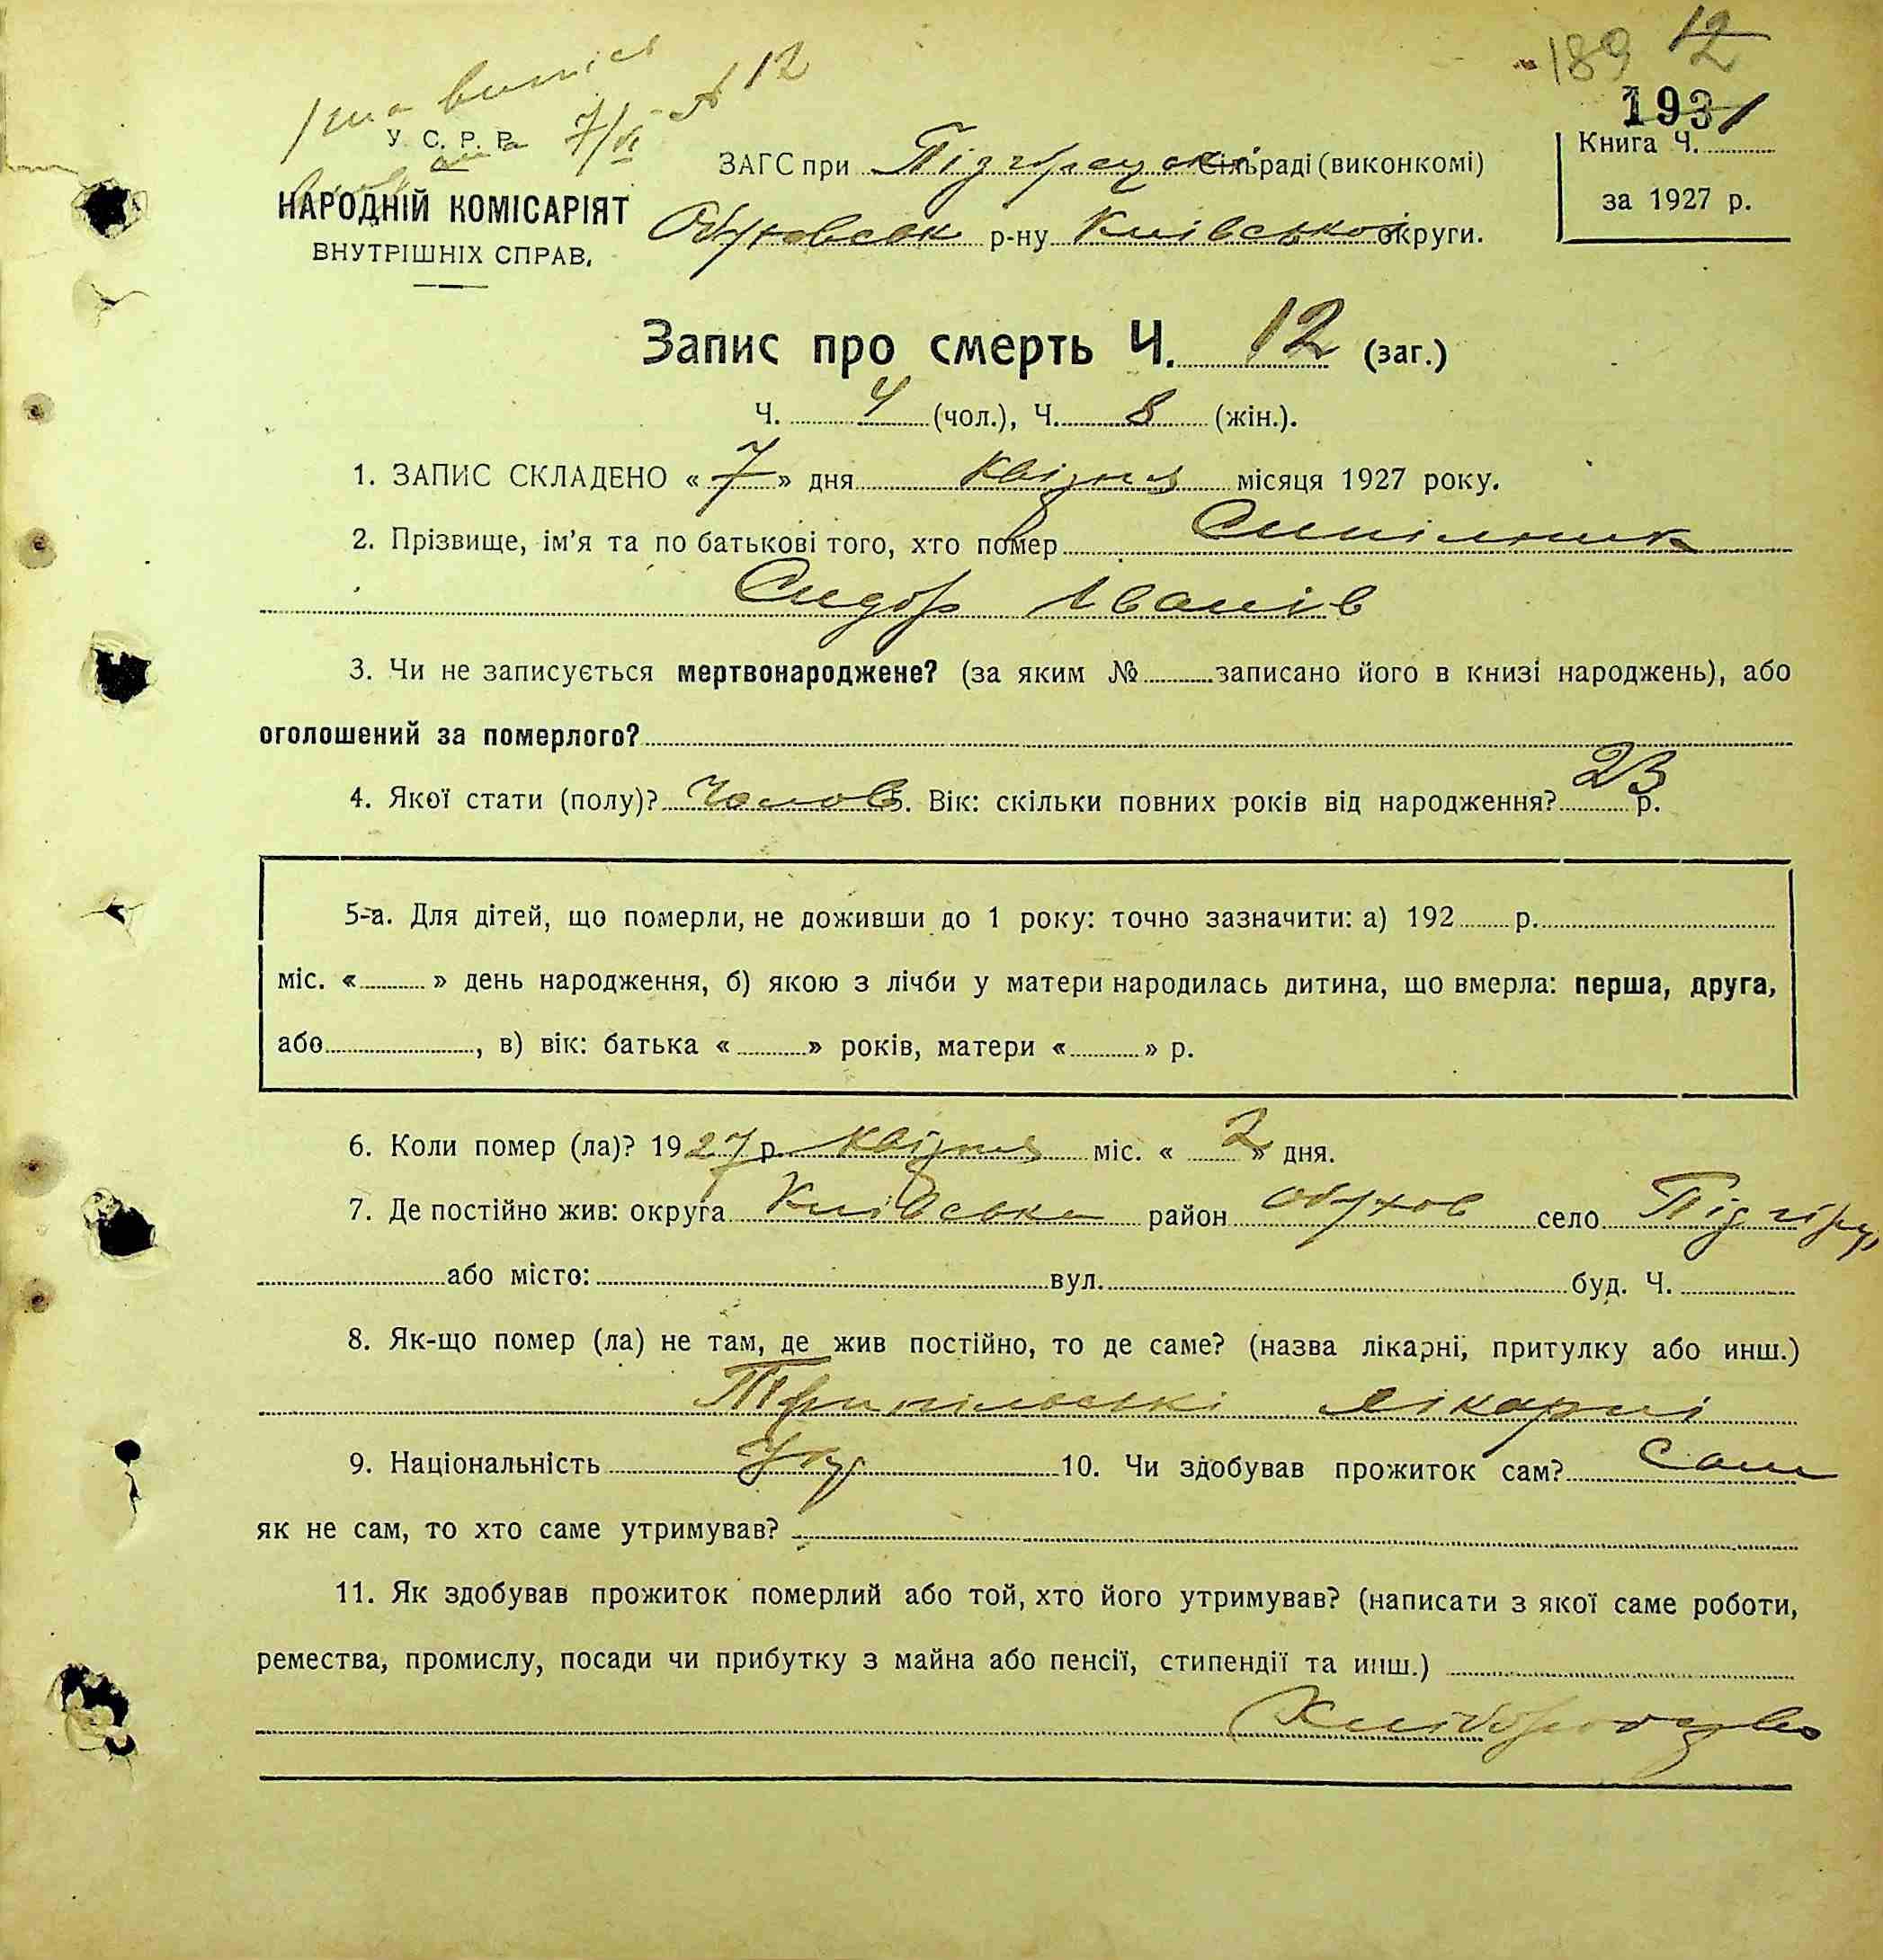 189 12
12
1931
У. С. Р. Р. 7/VI
ЗАГС при Підгорецські Сільраді (виконкомі)
Книга Ч.
НАРОДНІЙ КОМІСАРІЯТ
Обуховськ р-ну Київської округи.
за 1927 р.
ВНУТРІШНІХ СПРАВ.
Запис про смерть Ч. 12 (заг.)
Ч. 4 (чол.), Ч. 8 (жін.).
1. ЗАПИС СКЛАДЕНО « 7 » дня квітня місяця 1927 року.
2. Прізвище, ім'я та по батькові того, хто помер
Сидор Іванів
3. Чи не записується мертвонароджене? (за яким № записано його в книзі народжень), або
оголошений за померлого?
4. Якої стати (полу)? Чолов. Вік: скільки повних років від народження? 23 р.
5-а. Для дітей, що померли, не доживши до 1 року: точно зазначити: а) 192 р.
міс. « » день народження, б) якою з лічби у матери народилась дитина, що вмерла: перша, друга,
або , в) вік: батька « » років, матери « » р.
6. Коли помер (ла)? 1927 р. квітня міс. « 2 » дня.
7. Де постійно жив: округа Київська район Обухов село Підгірці
або місто: вул. буд. Ч.
8. Як-що помер (ла) не там, де жив постійно, то де саме? (назва лікарні, притулку або инш.)
Трипільські лікарні
9. Національність Укр 10. Чи здобував прожиток сам? Сам
як не сам, то хто саме утримував?
11. Як здобував прожиток померлий або той, хто його утримував? (написати з якої саме роботи,
ремества, промислу, посади чи прибутку з майна або пенсії, стипендії та инш.)
Хліборобство